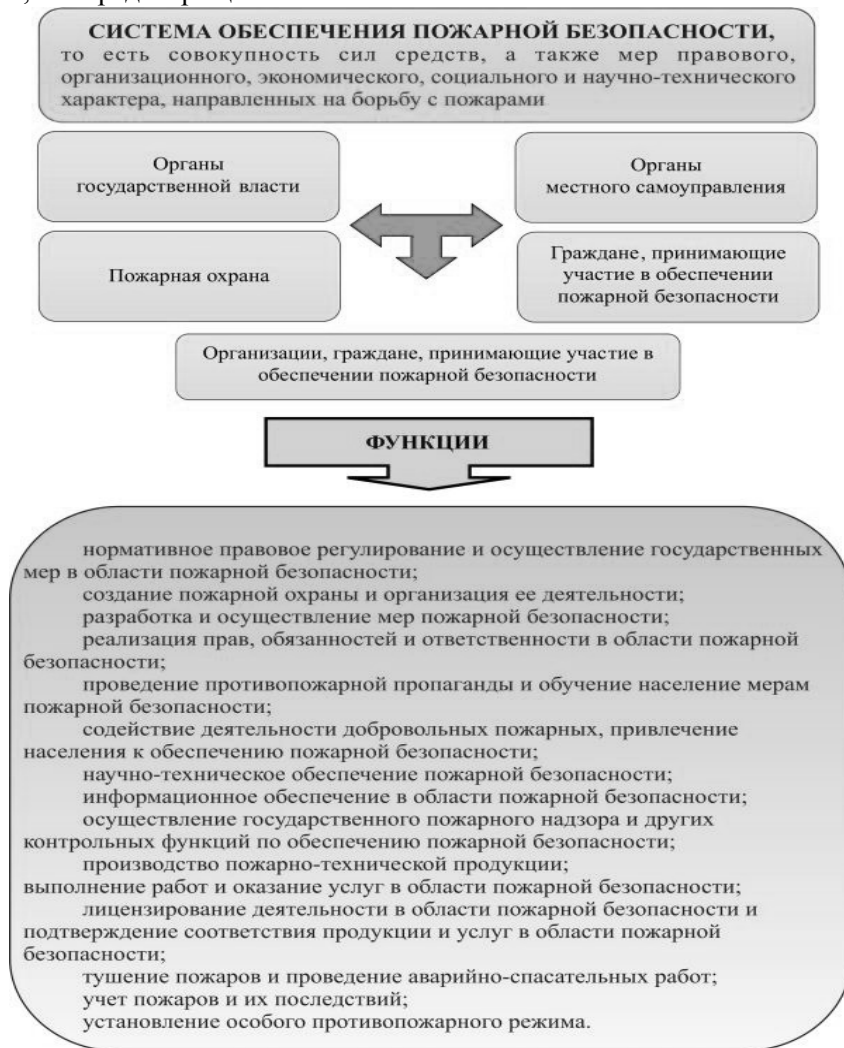 СИСТЕМА ОБЕСПЕЧЕНИЯ ПОЖАРНОЙ БЕЗОПАСНОСТИ,
то есть совокупность сил средств, а также мер правового,
организационного, экономического, социального и научно-технического
характера, направленных на борьбу с пожарами
Органы
государственной власти
Органы
местного самоуправления
Пожарная охрана
Граждане, принимающие
участие в обеспечении
пожарной безопасности
Организации, граждане, принимающие участие в
обеспечении пожарной безопасности
ФУНКЦИИ
нормативное правовое регулирование и осуществление государственных
мер в области пожарной безопасности;
создание пожарной охраны и организация ее деятельности;
разработка и осуществление мер пожарной безопасности;
реализация прав, обязанностей и ответственности в области пожарной
безопасности;
проведение противопожарной пропаганды и обучение население мерам
пожарной безопасности;
содействие деятельности добровольных пожарных, привлечение
населения к обеспечению пожарной безопасности;
научно-техническое обеспечение пожарной безопасности;
информационное обеспечение в области пожарной безопасности;
осуществление государственного пожарного надзора и других
контрольных функций по обеспечению пожарной безопасности;
производство пожарно-технической продукции;
выполнение работ и оказание услуг в области пожарной безопасности;
лицензирование деятельности в области пожарной безопасности и
подтверждение соответствия продукции и услуг в области пожарной
безопасности;
тушение пожаров и проведение аварийно-спасательных работ;
учет пожаров и их последствий;
установление особого противопожарного режима.